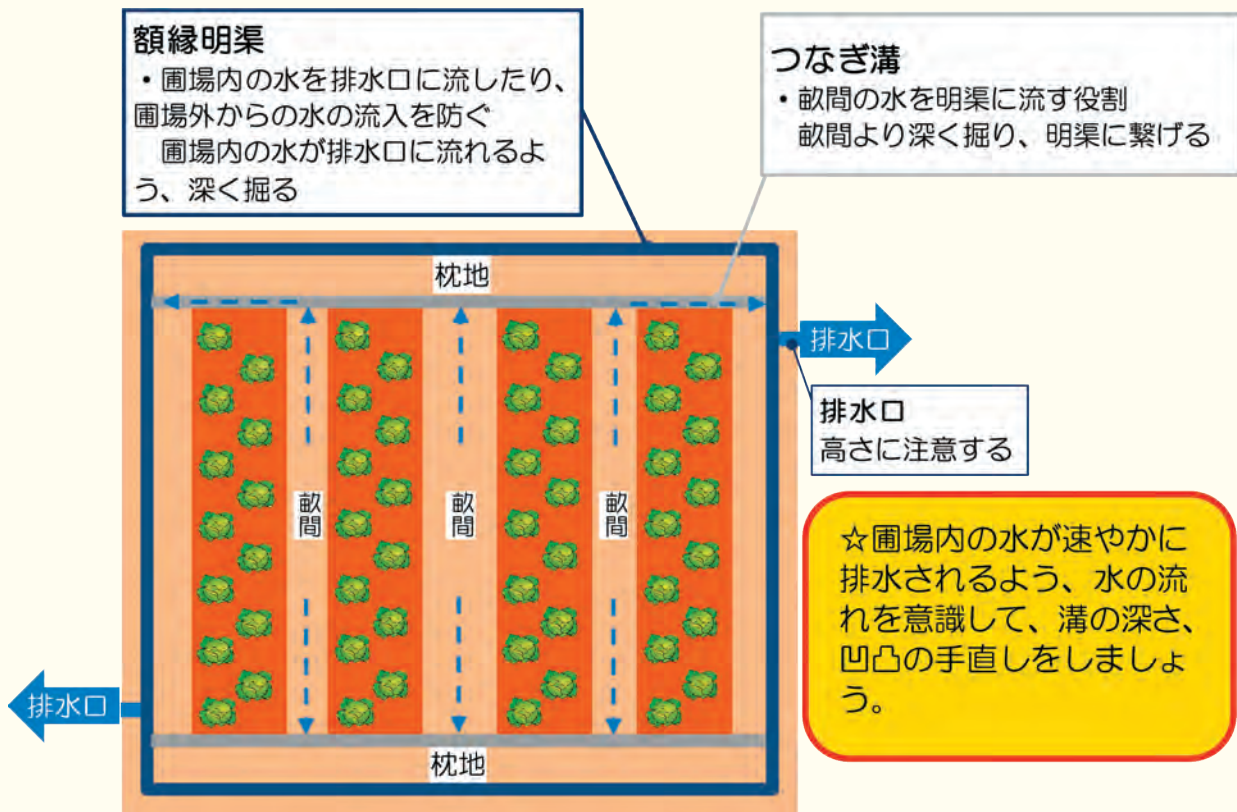 額縁明渠
・圃場内の水を排水口に流したり、
圃場外からの水の流入を防ぐ
圃場内の水が排水口に流れるよ
う、深く掘る
つなぎ溝
・畝間の水を明渠に流す役割
畝間より深く掘り、明渠に繋げる
枕地
排水口
排水口
高さに注意する
畝間
畝間
畝間
☆圃場内の水が速やかに
排水されるよう、水の流
れを意識して、溝の深さ、
凹凸の手直しをしましょ
う。
排水口
枕地